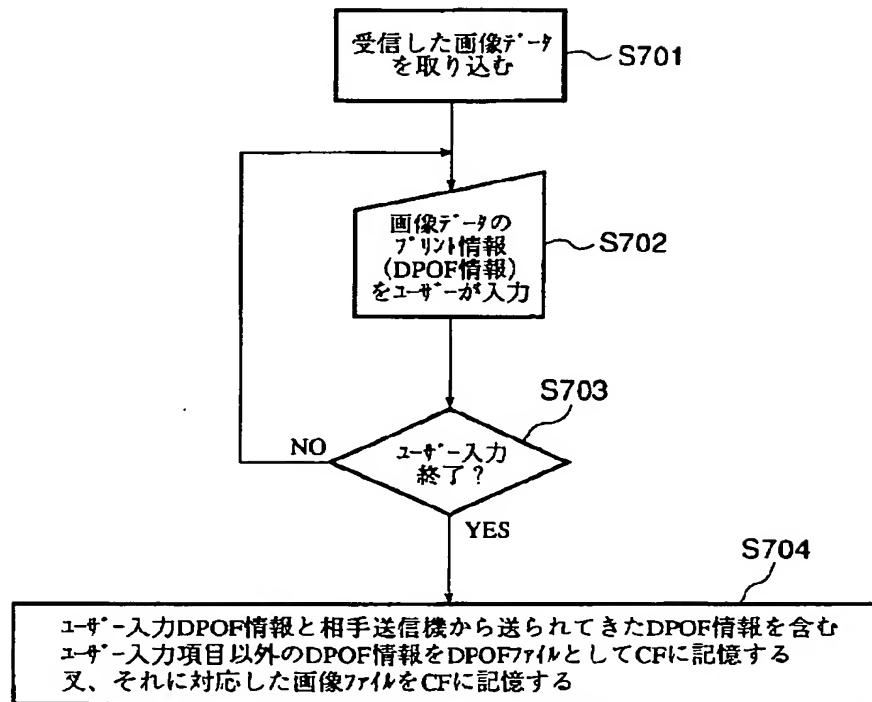 受信した画像ﾃﾞｰﾀ
を取り込む
S701
画像ﾃﾞｰﾀの
ﾌﾟﾘﾝﾄ情報
(DPOF情報)
をﾕｰｻﾞｰが入力
S702
S703
NO
ﾕｰｻﾞｰ入力
終了？
YES
S704
ﾕｰｻﾞｰ入力DPOF情報と相手送信機から送られてきたDPOF情報を含む
ﾕｰｻﾞｰ入力項目以外のDPOF情報をDPOFﾌｧｲﾙとしてCFに記憶する
又、それに対応した画像ﾌｧｲﾙをCFに記憶する